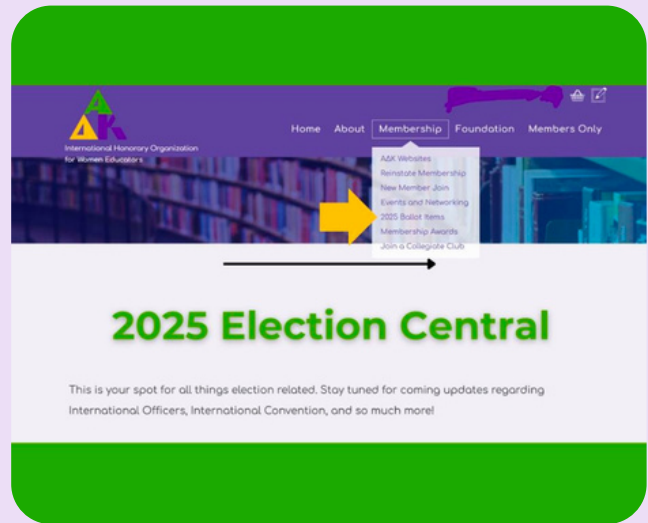 AΔK
International Honorary Organization
for Women Educators
Home About Membership Foundation Members Only
AΔK Websites
Reinstate Membership
New Member Join
Events and Networking
2025 Ballot Items
Membership Awards
Join a Collegiate Club
2025 Election Central
This is your spot for all things election related. Stay tuned for coming updates regarding
International Officers, International Convention, and so much more!